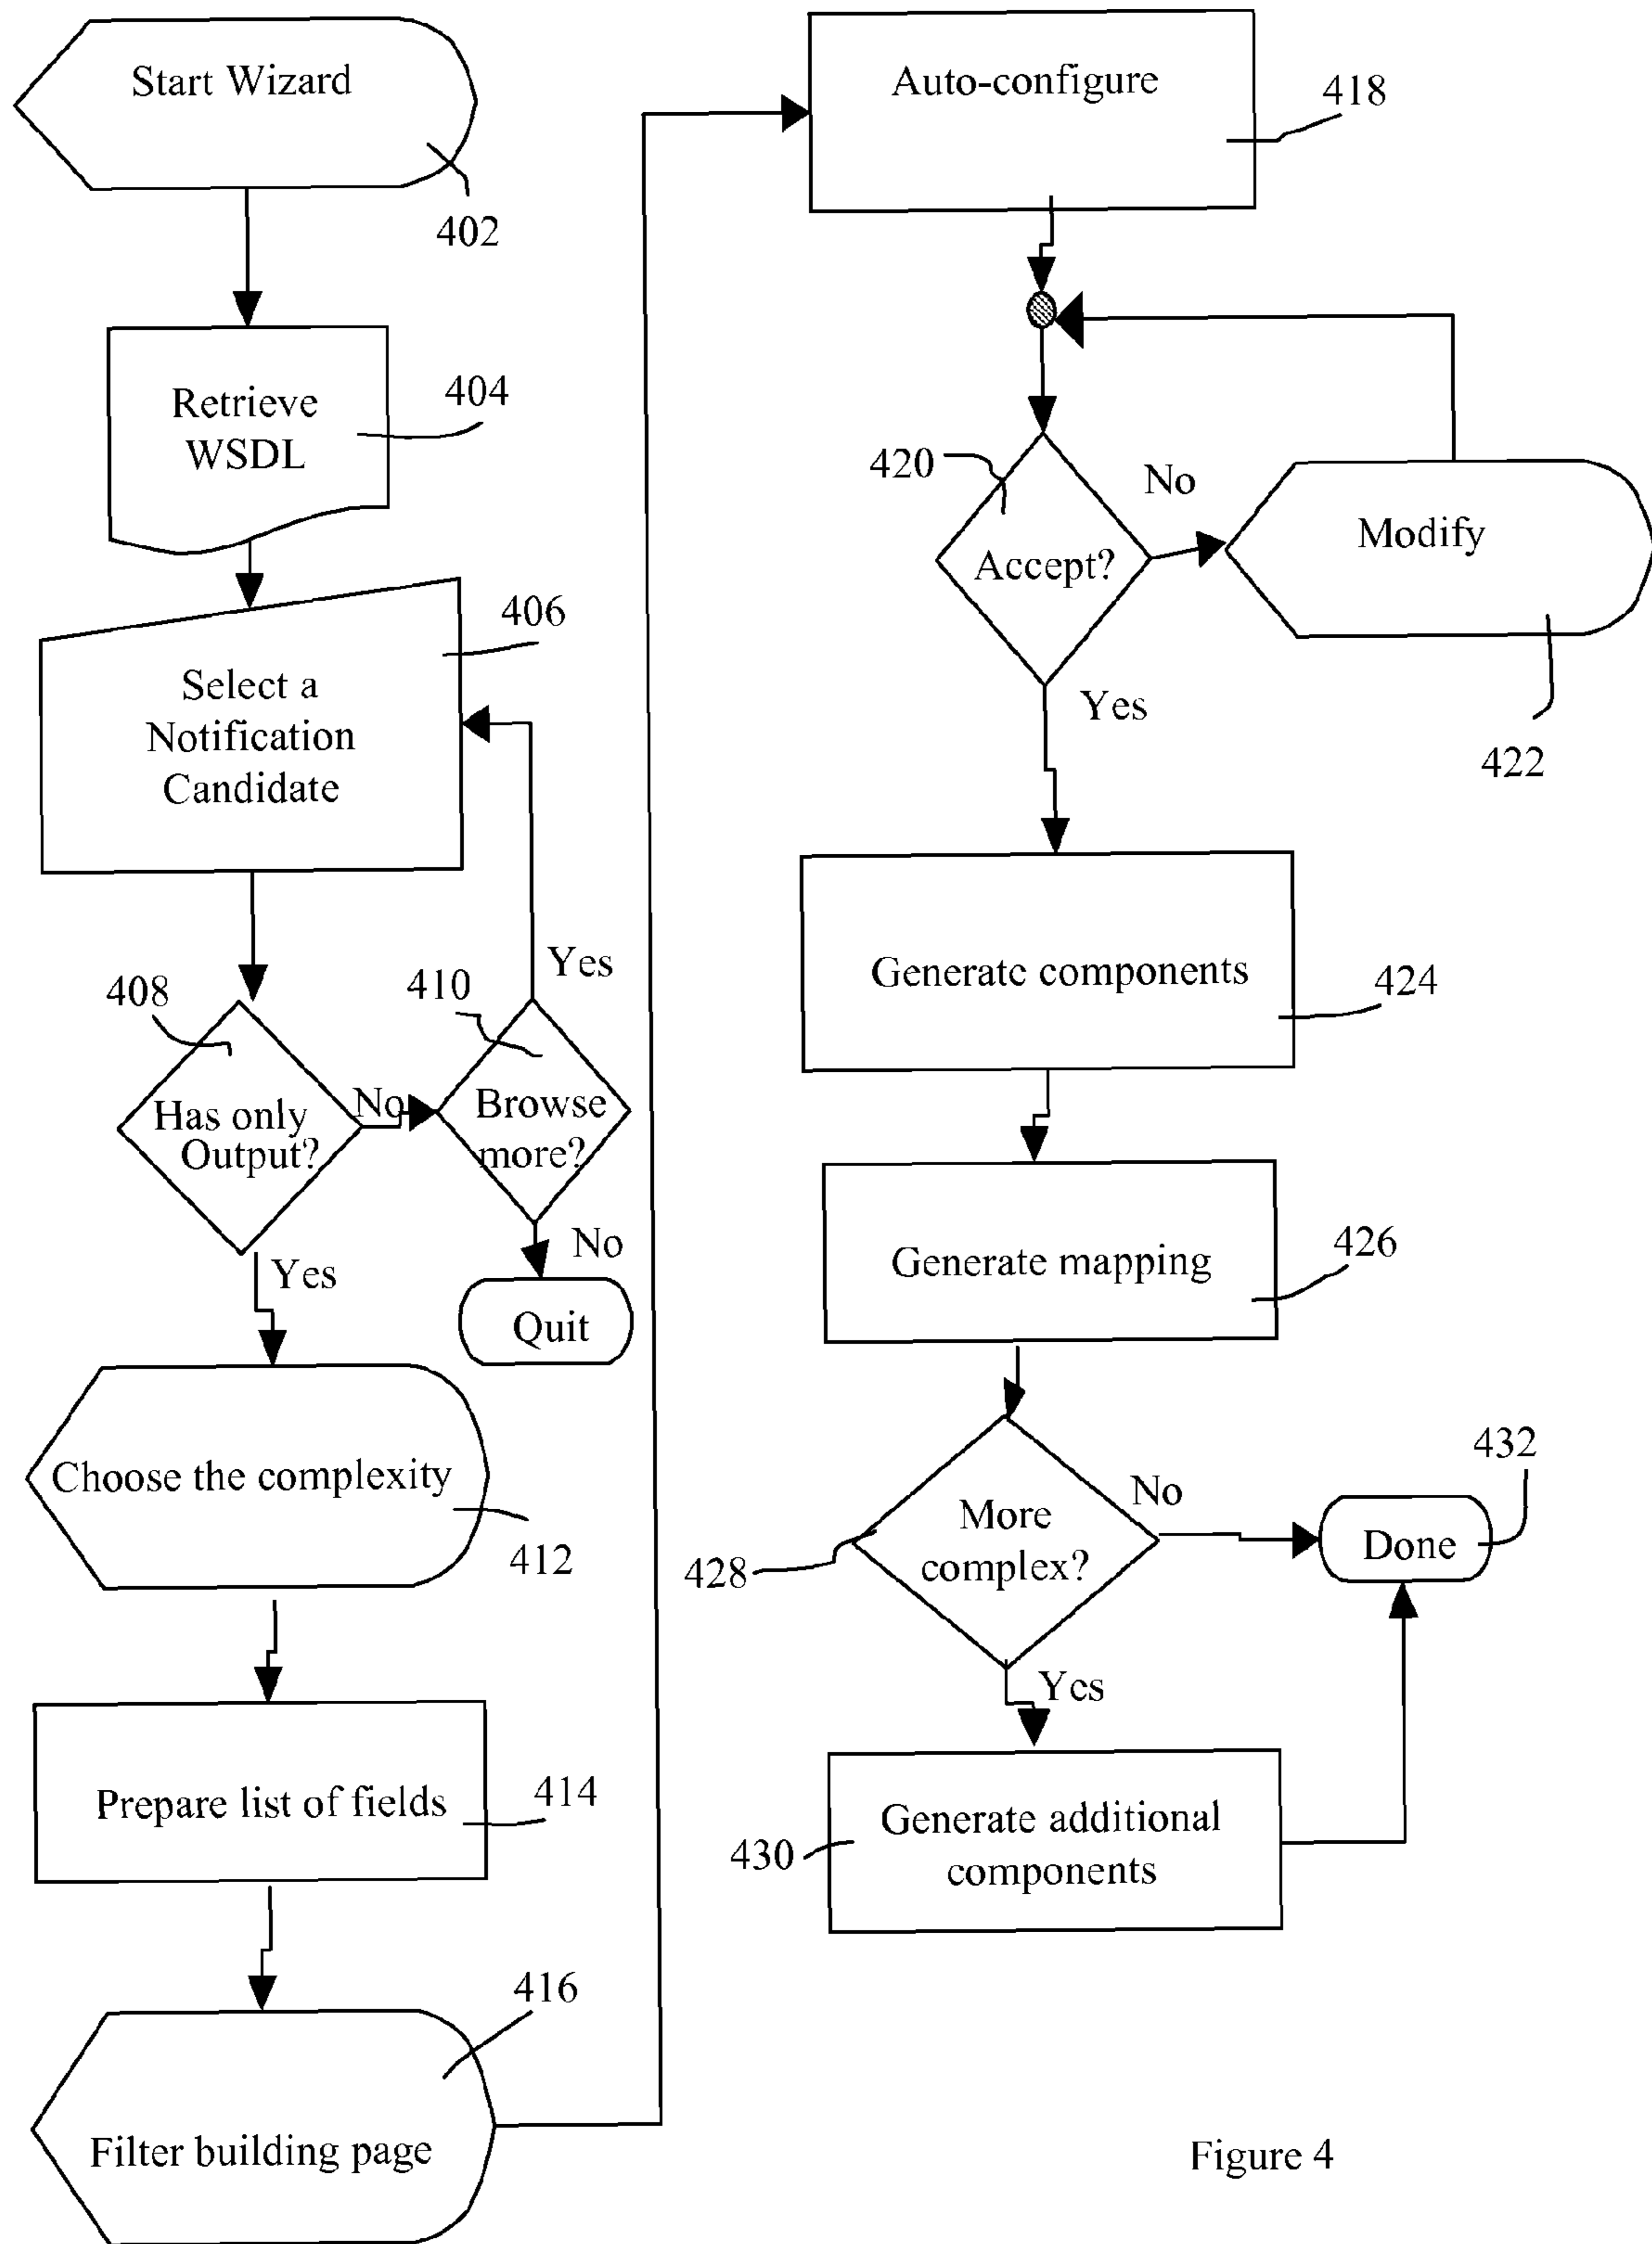 Start Wizard
402
Retrieve
WSDL
404
406
Select a
Notification
Candidate
408
Has only
Output?
No
410
Yes
Browse
more?
No
Quit
Yes
Choose the complexity
412
Prepare list of fields
414
416
Filter building page
Auto-configure
418
420
Accept?
No
Modify
422
Yes
Generate components
424
Generate mapping
426
More
complex?
428
No
432
Done
Yes
Generate additional
components
430
Figure 4